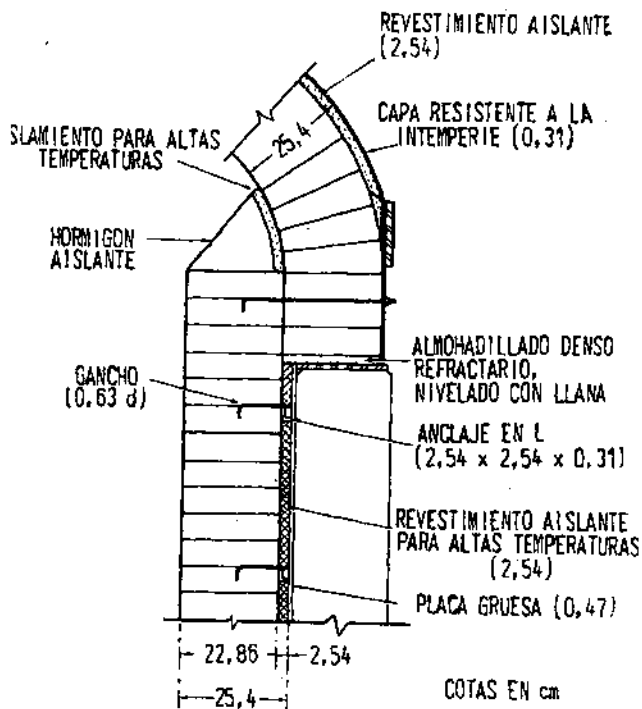 REVESTIMIENTO AISLANTE
(2,54)
CAPA RESISTENTE A LA
INTEMPERIE (0,31)
25,4
SLAMIENTO PARA ALTAS
TEMPERATURAS
HORMIGON
AISLANTE
ALMOHADILLADO DENSO
REFRACTARIO,
NIVELADO CON LLANA
GANCHO
(0.63 d)
ANCLAJE EN L
(2,54 x 2,54 x 0,31)
REVESTIMIENTO AISLANTE
PARA ALTAS TEMPERATURAS
(2,54)
PLACA GRUESA (0,47)
22,86
2,54
25,4
COTAS EN cm